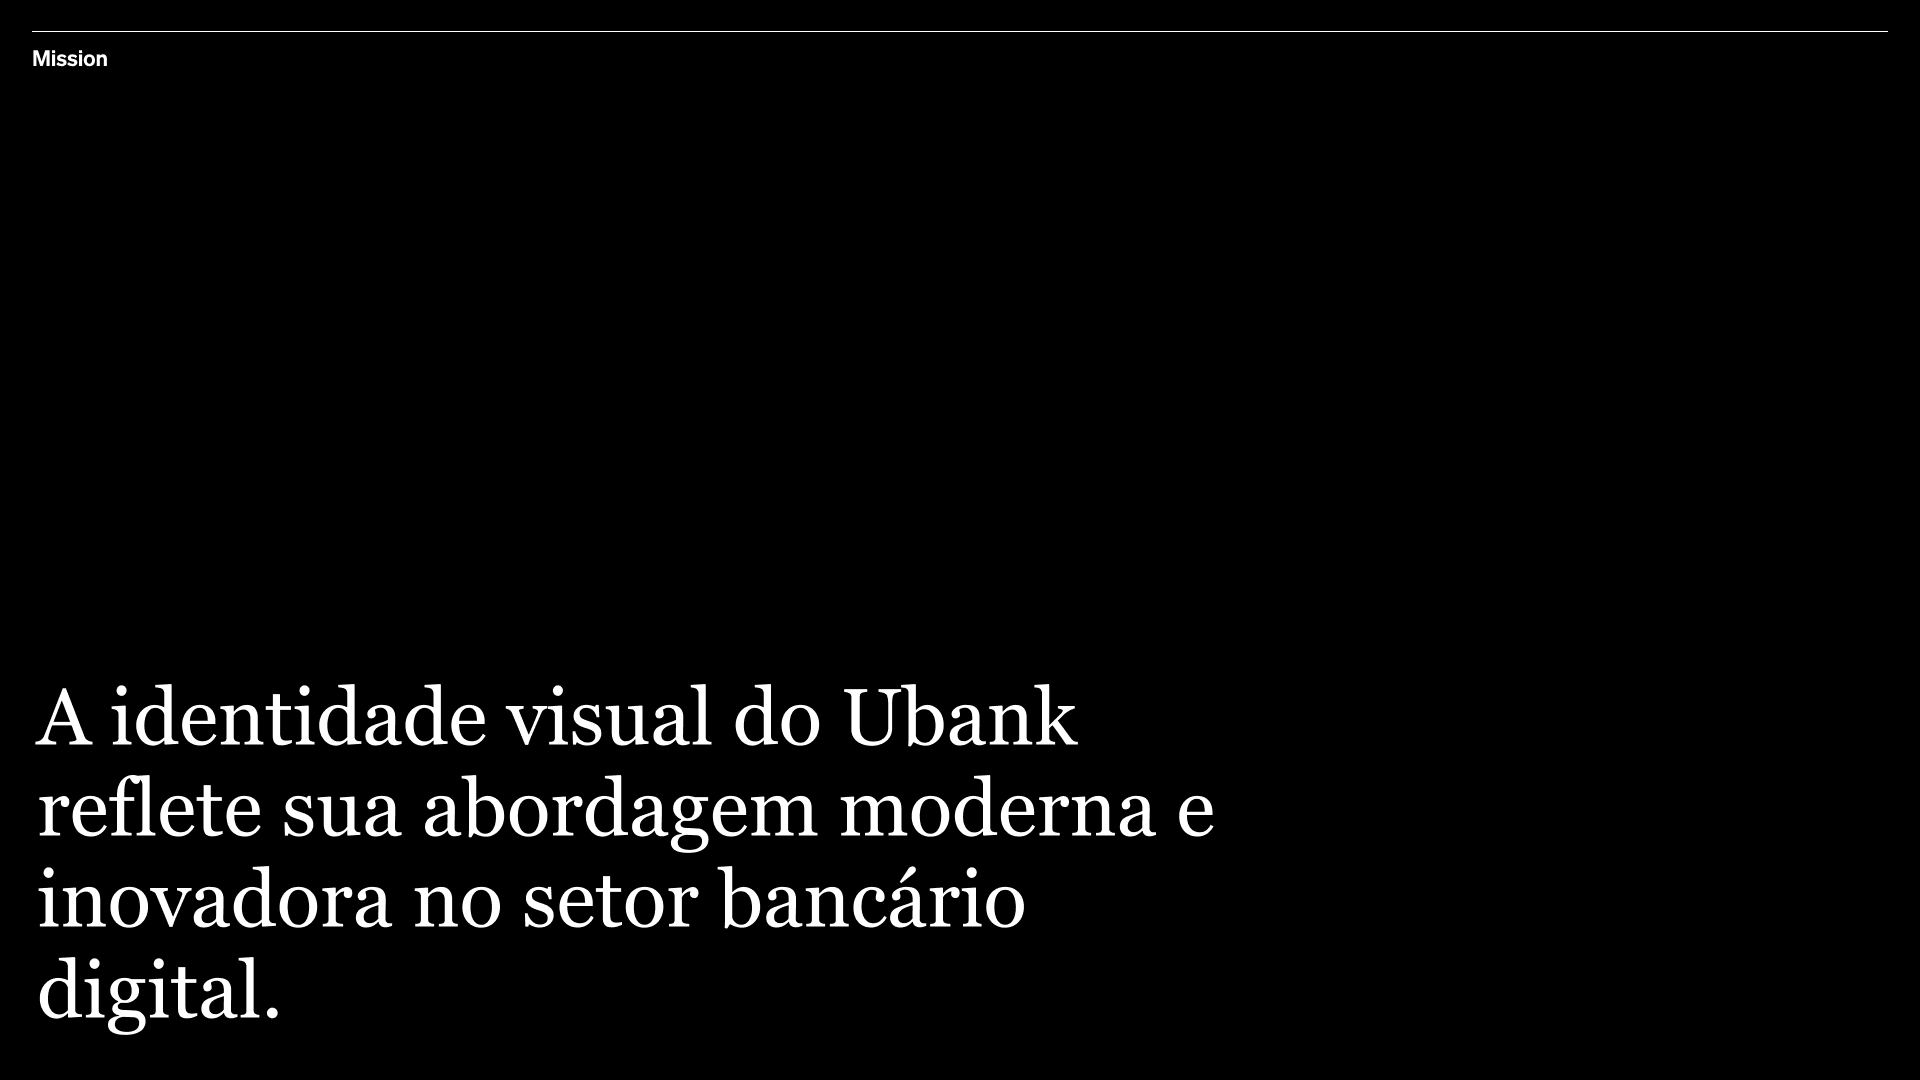 Mission
A identidade visual do Ubank
reflete sua abordagem moderna e
inovadora no setor bancário
digital.